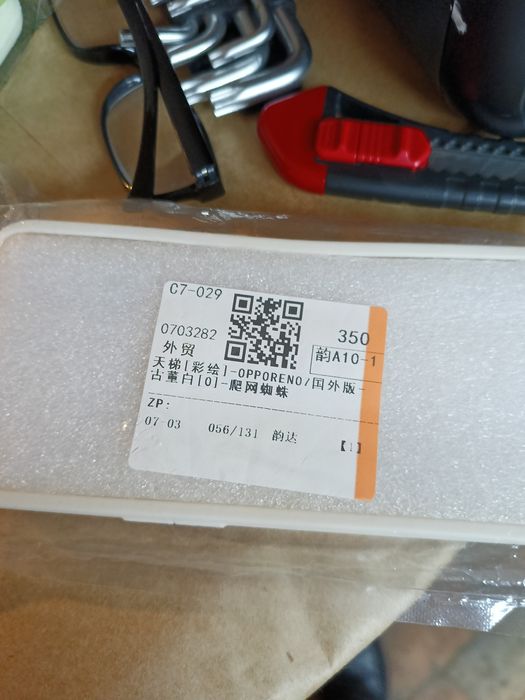 C7-029
0703282
350
外贸
韵A10-1
天梯[彩绘]-OPPORENO/国外版-
古董白[O]-爬网蜘蛛
ZP:
07-03 056/131 韵达 【1】